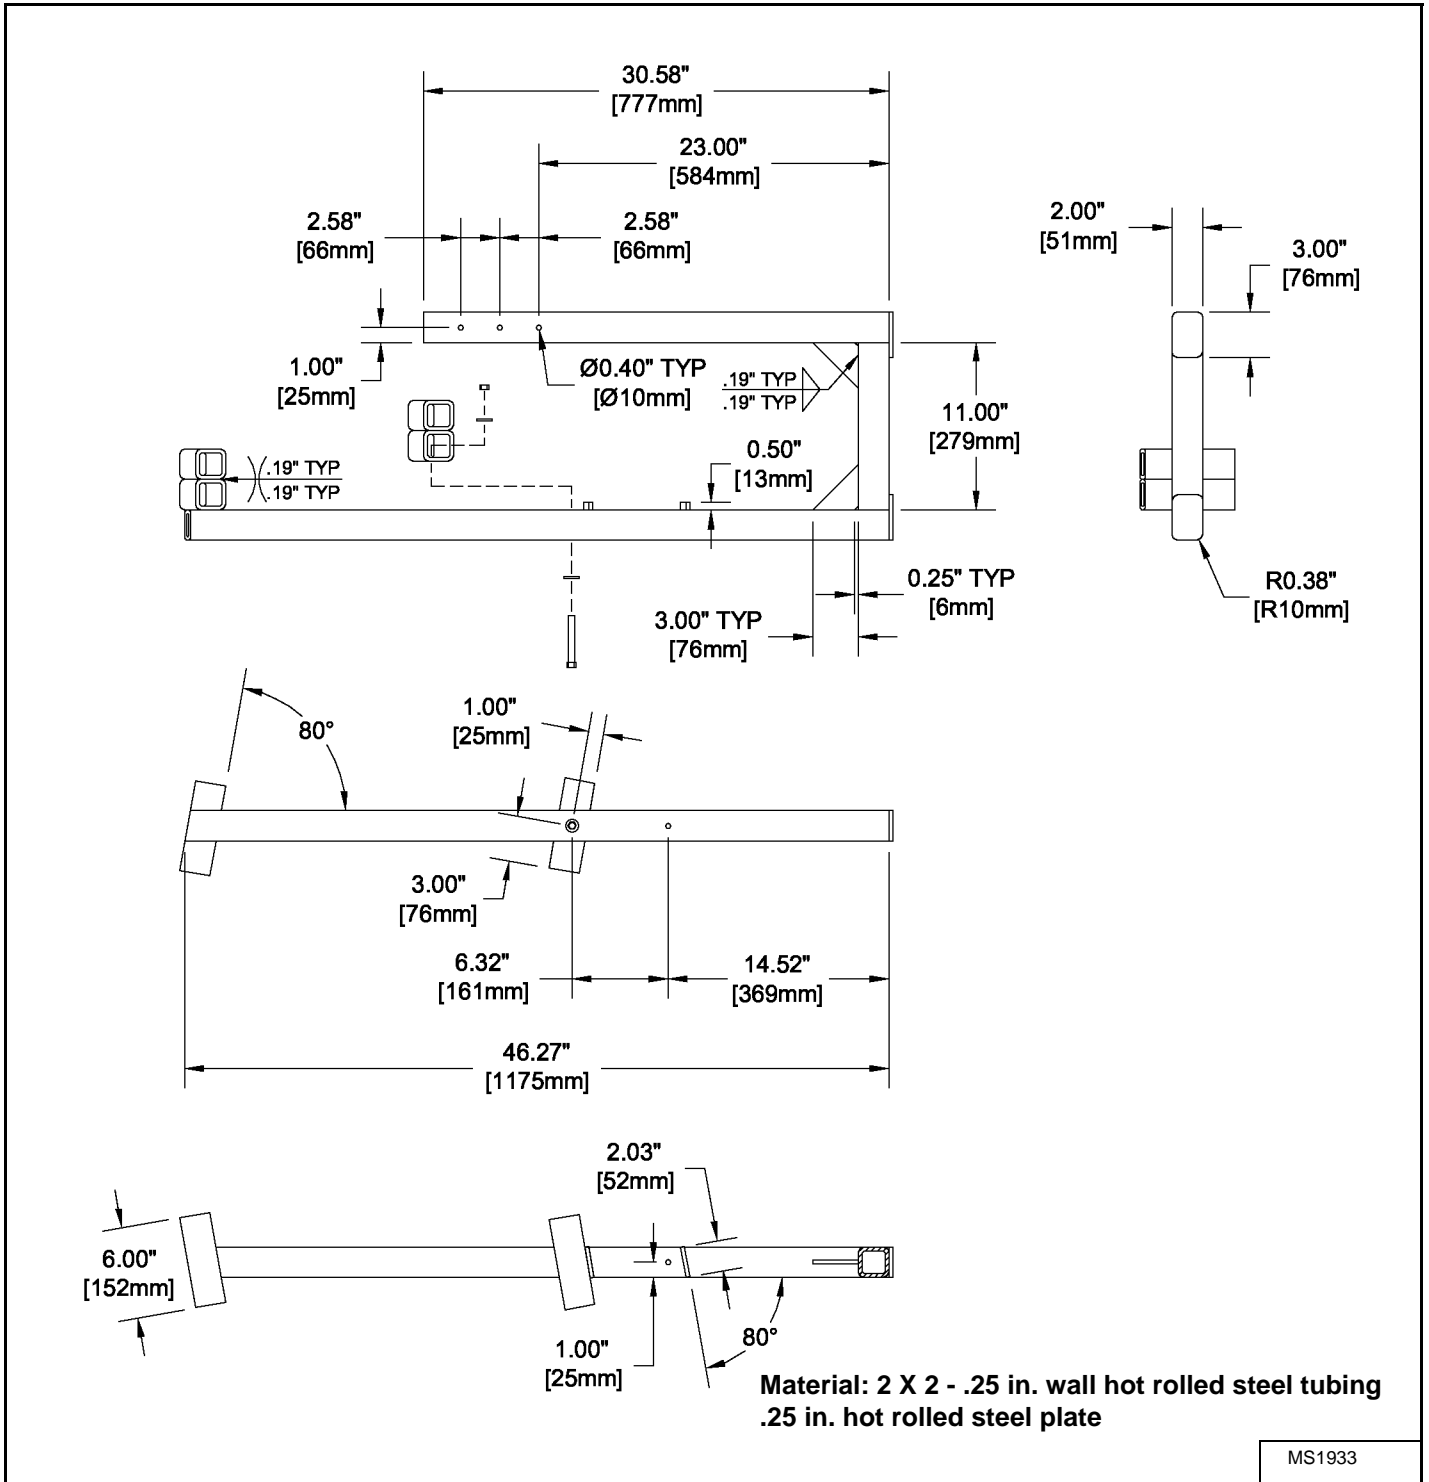 30.58"
[777mm]
23.00"
[584mm]
2.58"
[66mm]
2.58"
[66mm]
2.00"
[51mm]
3.00"
[76mm]
1.00"
[25mm]
Ø0.40" TYP
[Ø10mm]
.19" TYP
.19" TYP
11.00"
[279mm]
0.50"
[13mm]
.19" TYP
.19" TYP
0.25" TYP
[6mm]
3.00" TYP
[76mm]
R0.38"
[R10mm]
80°
1.00"
[25mm]
3.00"
[76mm]
6.32"
[161mm]
14.52"
[369mm]
46.27"
[1175mm]
2.03"
[52mm]
6.00"
[152mm]
1.00"
[25mm]
80°
Material: 2 X 2 - .25 in. wall hot rolled steel tubing
.25 in. hot rolled steel plate
MS1933